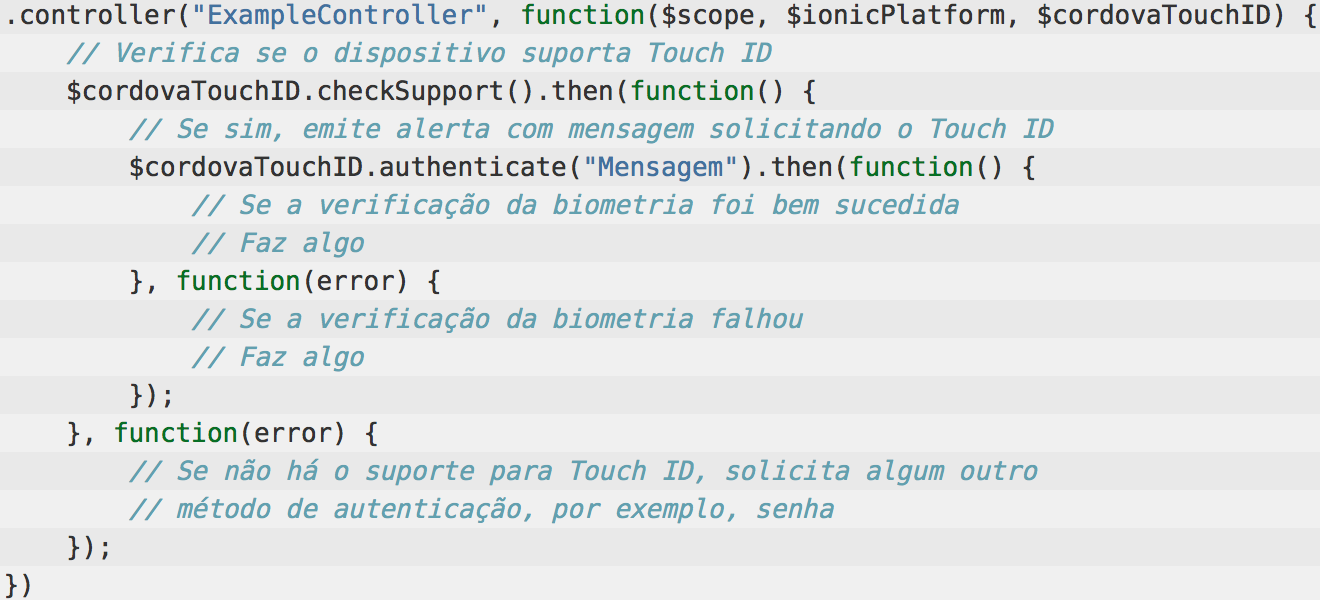 .controller("ExampleController", function($scope, $ionicPlatform, $cordovaTouchID) {
    // Verifica se o dispositivo suporta Touch ID
    $cordovaTouchID.checkSupport().then(function() {
        // Se sim, emite alerta com mensagem solicitando o Touch ID
        $cordovaTouchID.authenticate("Mensagem").then(function() {
            // Se a verificação da biometria foi bem sucedida
            // Faz algo
        }, function(error) {
            // Se a verificação da biometria falhou
            // Faz algo
        });
    }, function(error) {
        // Se não há o suporte para Touch ID, solicita algum outro
        // método de autenticação, por exemplo, senha
    });
})